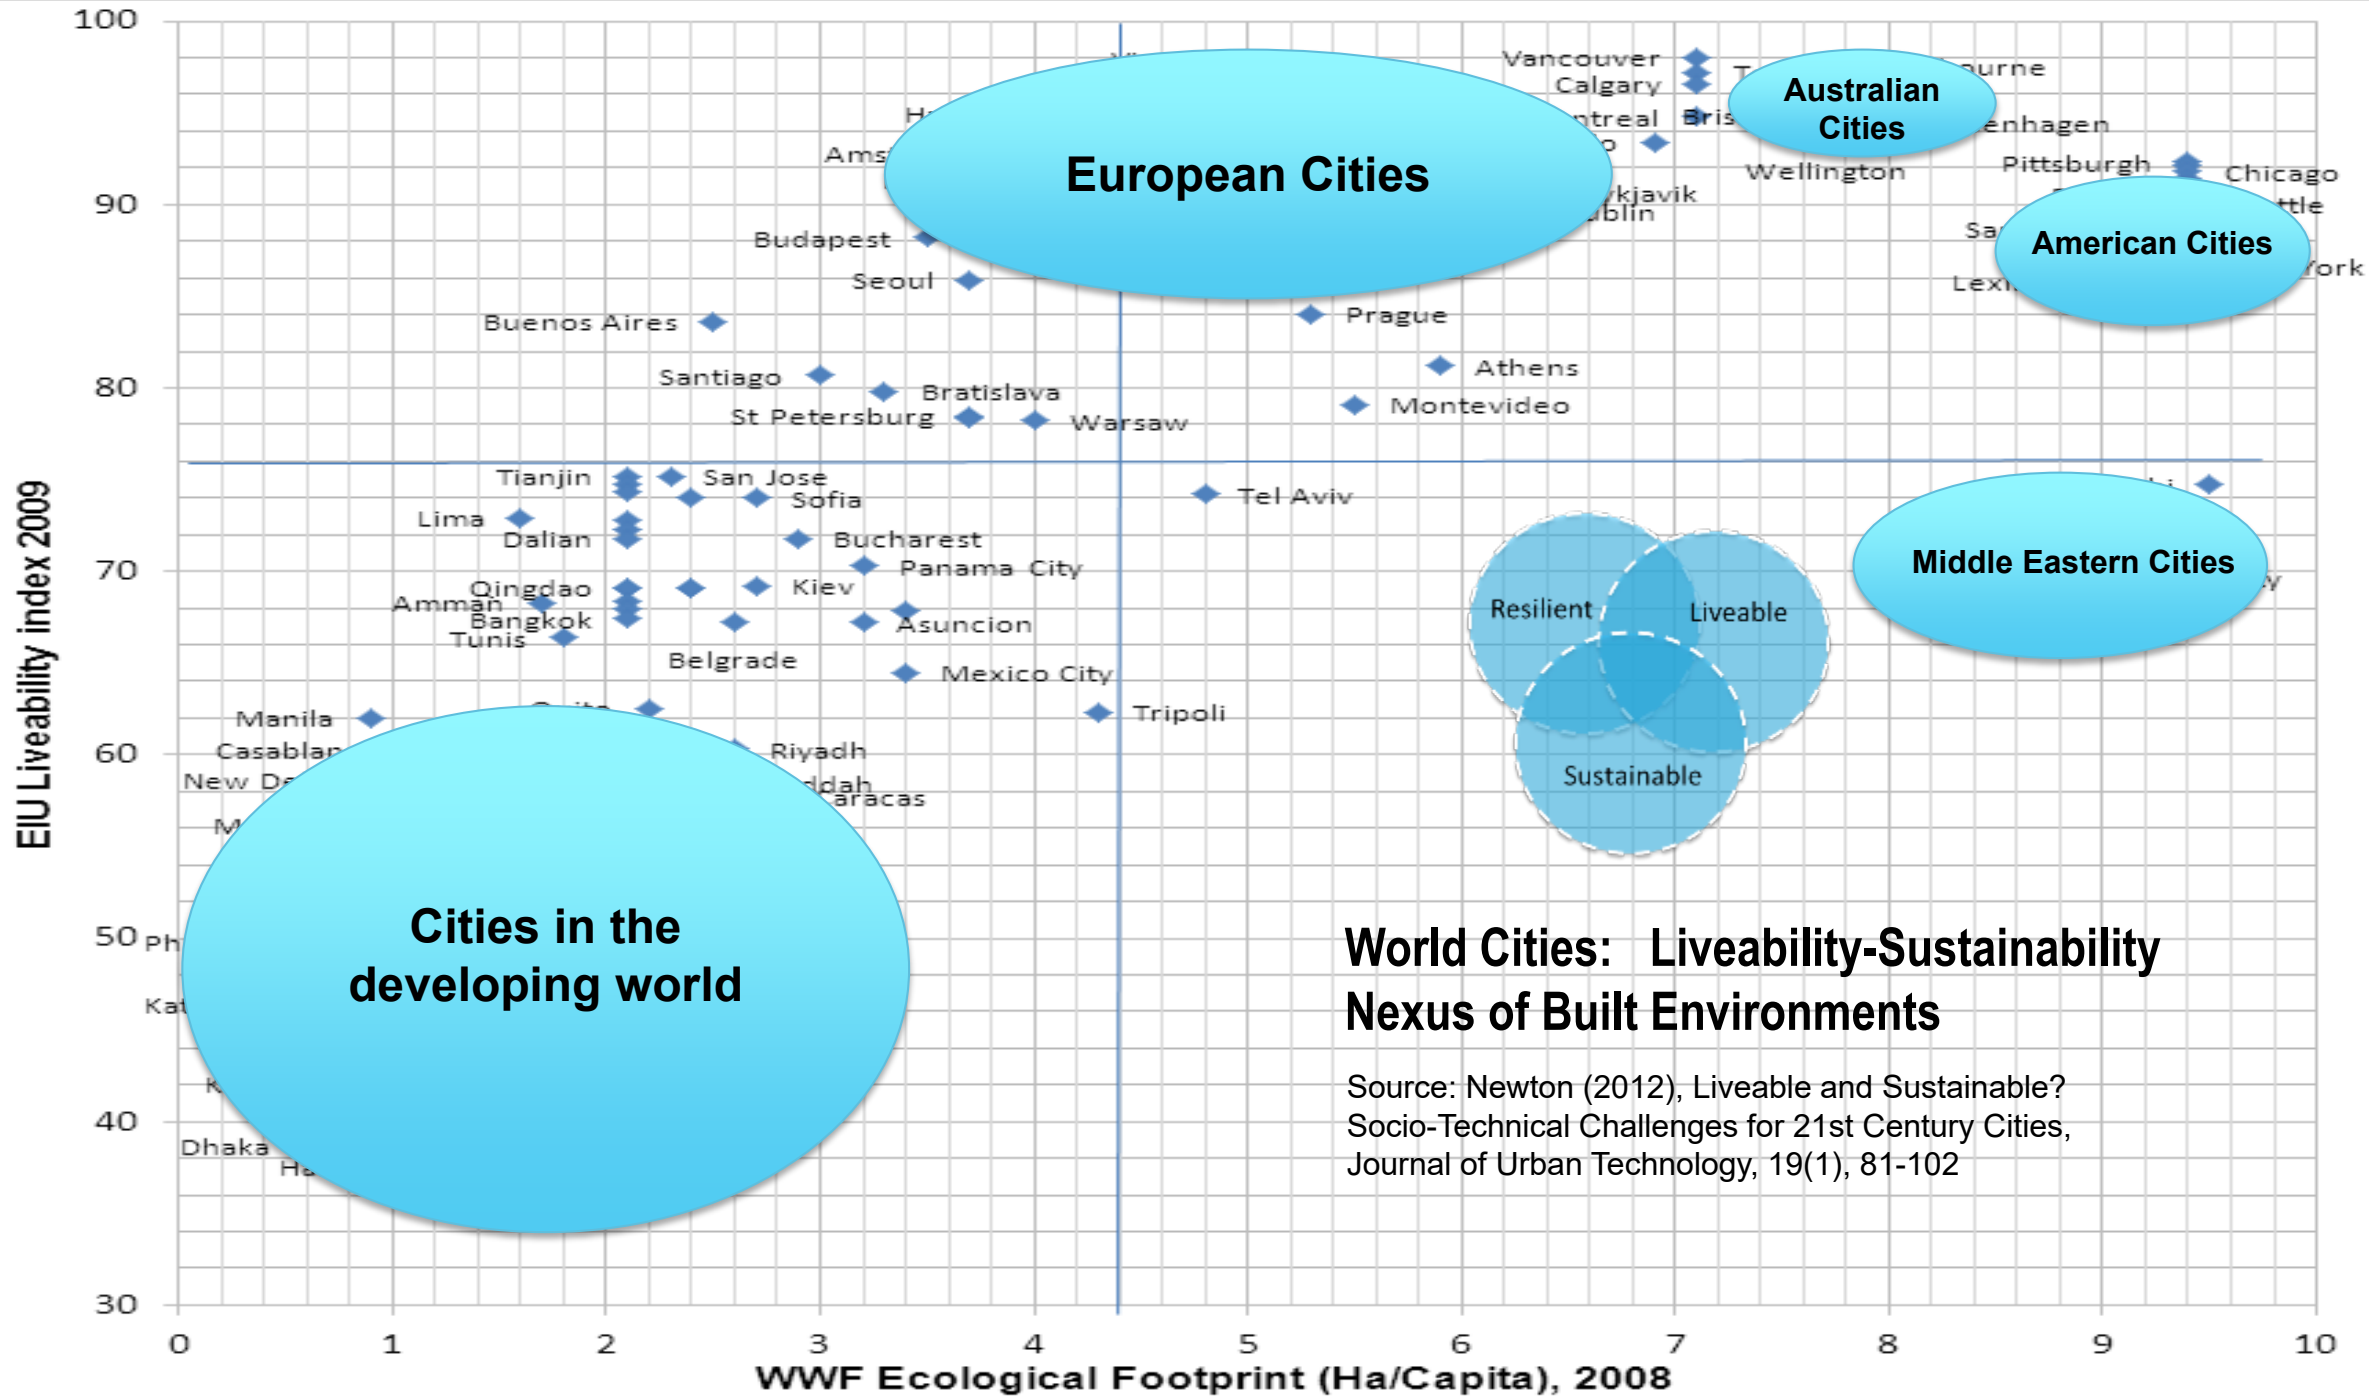 100
90
80
70
60
50
40
30
0
1
2
3
4
5
6
7
8
9
10
EIU Liveability index 2009
WWF Ecological Footprint (Ha/Capita), 2008
European Cities
Australian
Cities
American Cities
Middle Eastern Cities
Cities in the
developing world
Vancouver
Calgary
Wellington
Pittsburgh
Chicago
Budapest
Seoul
Buenos Aires
Prague
Santiago
Athens
Bratislava
Montevideo
St Petersburg
Warsaw
Tianjin
San Jose
Sofia
Tel Aviv
Lima
Dalian
Bucharest
Panama City
Qingdao
Kiev
Amman
Bangkok
Asuncion
Tunis
Belgrade
Mexico City
Manila
Tripoli
Riyadh
Dhaka
Resilient
Liveable
Sustainable
World Cities: Liveability-Sustainability
Nexus of Built Environments
Source: Newton (2012), Liveable and Sustainable?
Socio-Technical Challenges for 21st Century Cities,
Journal of Urban Technology, 19(1), 81-102